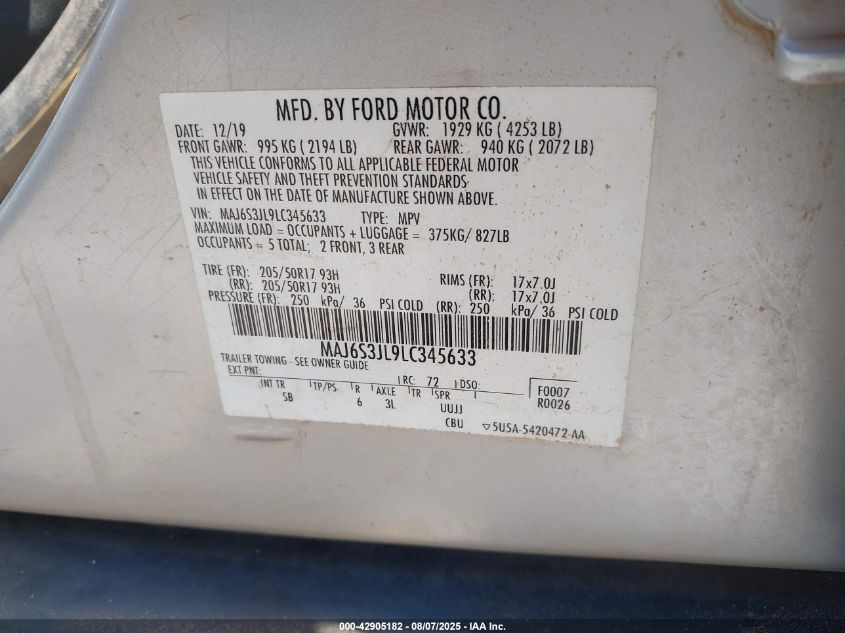 MFD. BY FORD MOTOR CO.
DATE: 12/19 GVWR: 1929 KG ( 4253 LB)
FRONT GAWR: 995 KG ( 2194 LB) REAR GAWR: 940 KG ( 2072 LB)
THIS VEHICLE CONFORMS TO ALL APPLICABLE FEDERAL MOTOR
VEHICLE SAFETY AND THEFT PREVENTION STANDARDS
IN EFFECT ON THE DATE OF MANUFACTURE SHOWN ABOVE.
VIN: MAJ6S3JL9LC345633 TYPE: MPV
MAXIMUM LOAD = OCCUPANTS + LUGGAGE = 375KG/ 827LB
OCCUPANTS = 5 TOTAL; 2 FRONT, 3 REAR
TIRE (FR): 205/50R17 93H RIMS (FR): 17x7.0J
(RR): 205/50R17 93H (RR): 17x7.0J
PRESSURE (FR): 250 kPa/ 36 PSI COLD (RR): 250 kPa/ 36 PSI COLD
MAJ6S3JL9LC345633
TRAILER TOWING - SEE OWNER GUIDE
EXT PNT: RC: 72 DSO:
INT TR TP/PS R AXLE TR SPR F0007
5B 6 3L UUJJ R0026
CBU 5U5A-5420472-AA
000-42905182 - 08/07/2025 - IAA Inc.